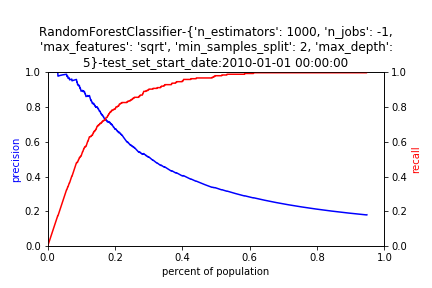 RandomForestClassifier-{'n_estimators': 1000, 'n_jobs': -1,
'max_features': 'sqrt', 'min_samples_split': 2, 'max_depth':
5}-test_set_start_date:2010-01-01 00:00:00
1.0
0.8
0.6
0.4
0.2
0.0
precision
1.0
0.8
0.6
0.4
0.2
0.0
recall
0.0 0.2 0.4 0.6 0.8 1.0
percent of population